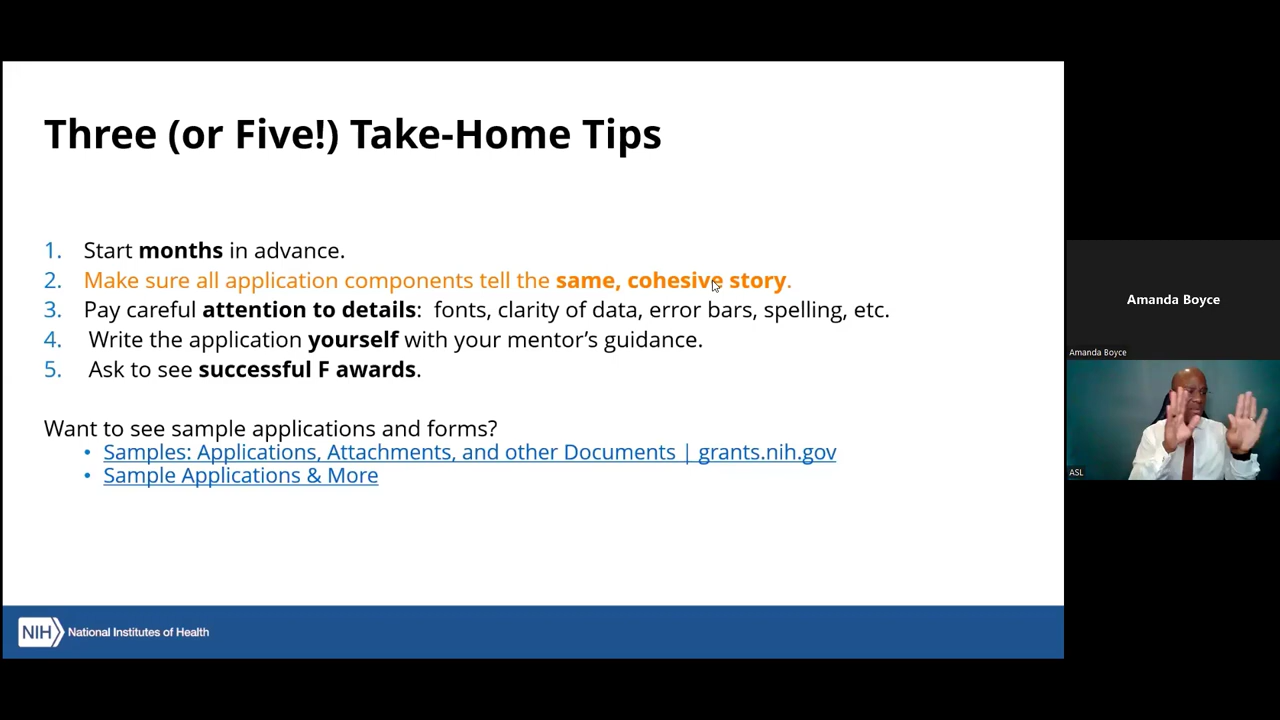 Three (or Five!) Take-Home Tips
1. Start months in advance.
2. Make sure all application components tell the same, cohesive story.
3. Pay careful attention to details: fonts, clarity of data, error bars, spelling, etc.
4. Write the application yourself with your mentor’s guidance.
5. Ask to see successful F awards.
Want to see sample applications and forms?
• Samples: Applications, Attachments, and other Documents | grants.nih.gov
• Sample Applications & More
NIH National Institutes of Health
Amanda Boyce
Amanda Boyce
ASL